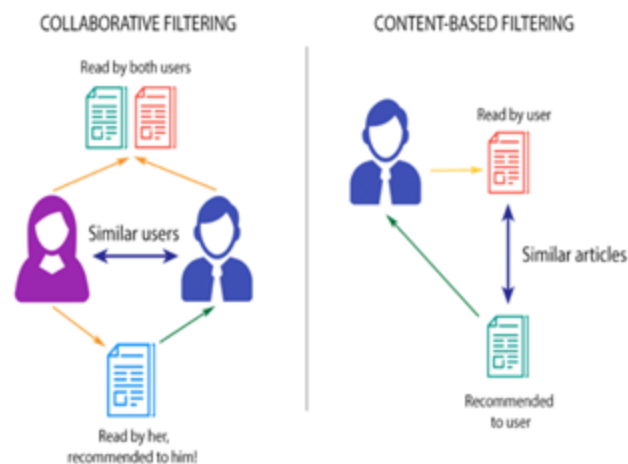 COLLABORATIVE FILTERING
Read by both users
Similar users
Read by her,
recommended to him!
CONTENT-BASED FILTERING
Read by user
Similar articles
Recommended
to user